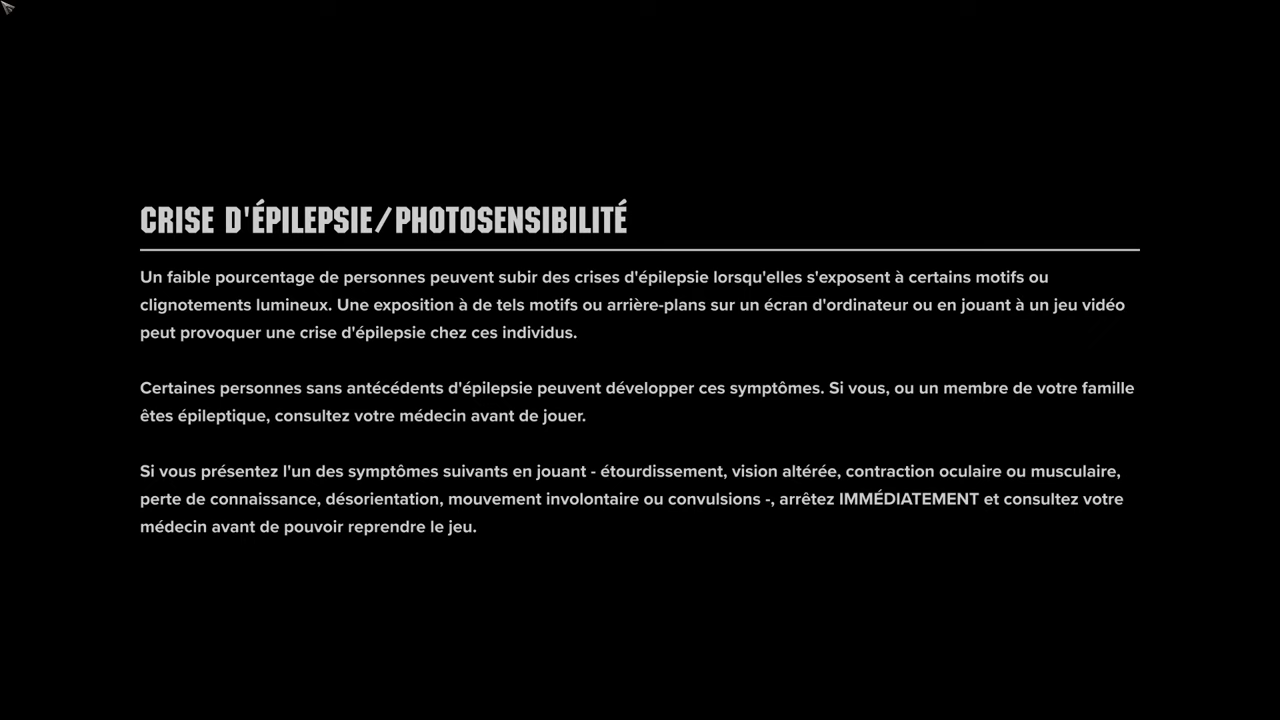 CRISE D'ÉPILEPSIE/PHOTOSENSIBILITÉ
Un faible pourcentage de personnes peuvent subir des crises d'épilepsie lorsqu'elles s'exposent à certains motifs ou
clignotements lumineux. Une exposition à de tels motifs ou arrière-plans sur un écran d'ordinateur ou en jouant à un jeu vidéo
peut provoquer une crise d'épilepsie chez ces individus.
Certaines personnes sans antécédents d'épilepsie peuvent développer ces symptômes. Si vous, ou un membre de votre famille
êtes épileptique, consultez votre médecin avant de jouer.
Si vous présentez l'un des symptômes suivants en jouant - étourdissement, vision altérée, contraction oculaire ou musculaire,
perte de connaissance, désorientation, mouvement involontaire ou convulsions -, arrêtez IMMÉDIATEMENT et consultez votre
médecin avant de pouvoir reprendre le jeu.